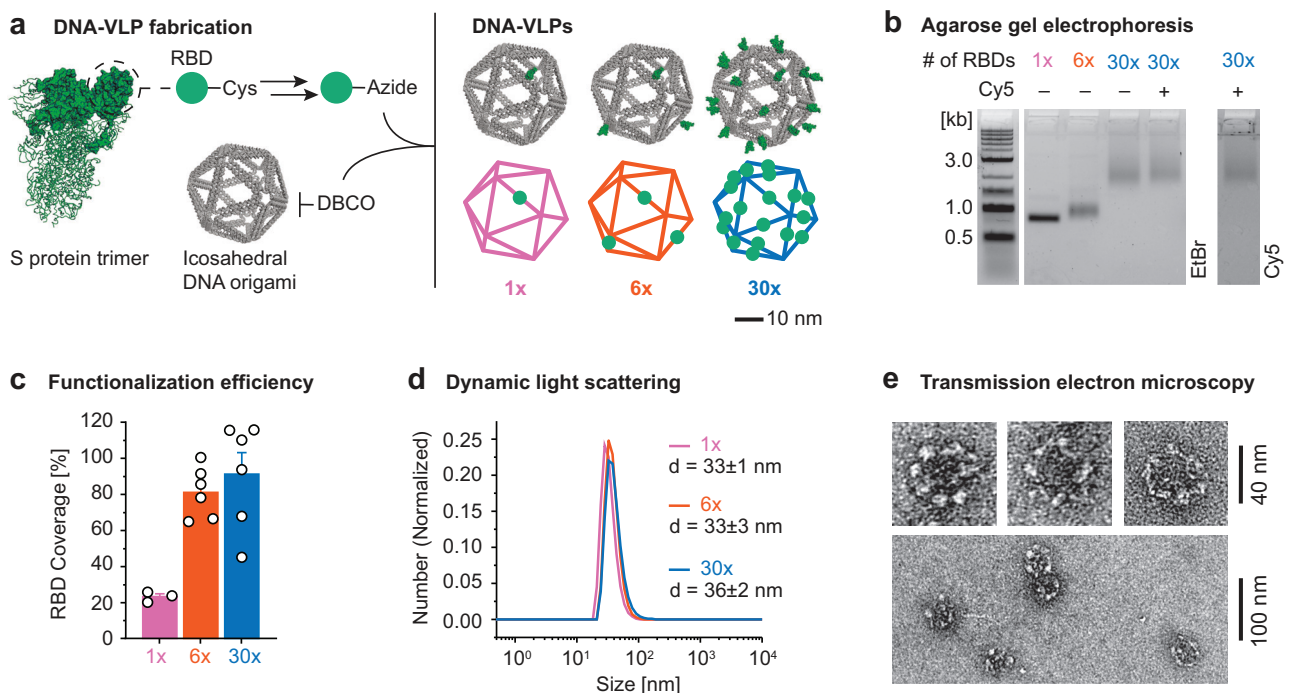 a DNA-VLP fabrication
RBD
Cys
Azide
DBCO
S protein trimer
Icosahedral
DNA origami
DNA-VLPs
1x 6x 30x
10 nm
b Agarose gel electrophoresis
# of RBDs 1x 6x 30x 30x 30x
Cy5 – – – + +
[kb]
3.0
1.0
0.5
EtBr
Cy5
c Functionalization efficiency
RBD Coverage [%]
120
100
80
60
40
20
0
1x 6x 30x
d Dynamic light scattering
Number (Normalized)
0.25
0.20
0.15
0.10
0.05
0.00
1x
d = 33±1 nm
6x
d = 33±3 nm
30x
d = 36±2 nm
10⁰ 10¹ 10² 10³ 10⁴
Size [nm]
e Transmission electron microscopy
40 nm
100 nm